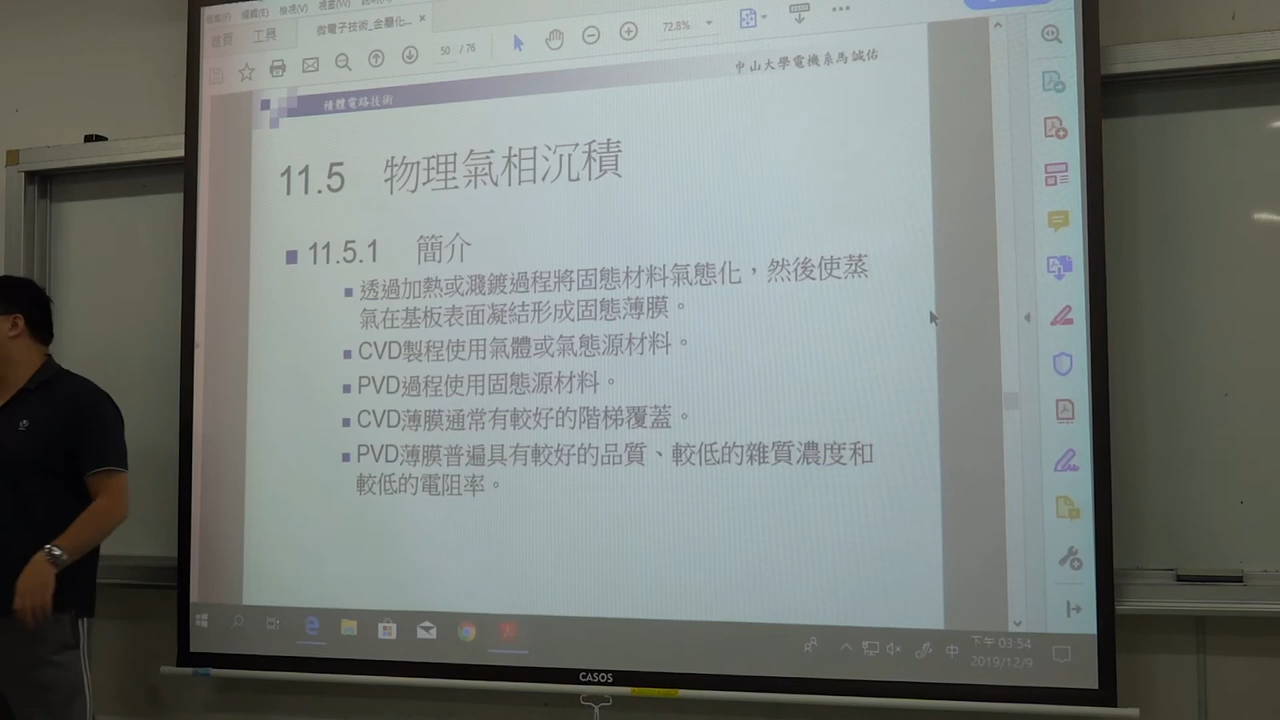 檔案(F) 編輯(E) 檢視(V) 視窗(W)
首頁 工具 微電子技術_金屬化... ×
50 / 76 72.8%
積體電路技術 中山大學電機系馬誠佑
11.5 物理氣相沉積
11.5.1 簡介
透過加熱或濺鍍過程將固態材料氣態化，然後使蒸
氣在基板表面凝結形成固態薄膜。
CVD製程使用氣體或氣態源材料。
PVD過程使用固態源材料。
CVD薄膜通常有較好的階梯覆蓋。
PVD薄膜普遍具有較好的品質、較低的雜質濃度和
較低的電阻率。
中 下午 03:54
2019/12/9
CASOS